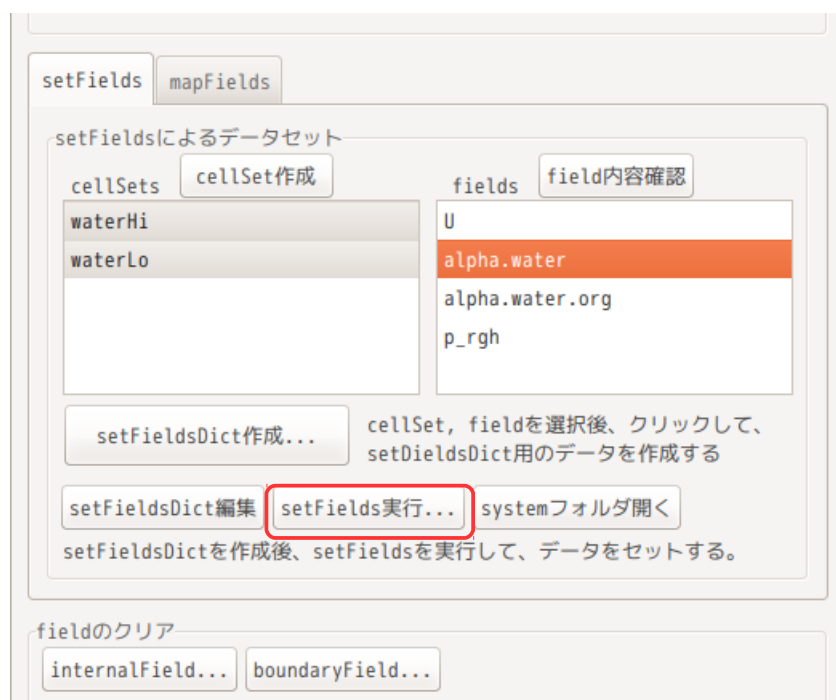 setFields mapFields
setFieldsによるデータセット
cellSets cellSet作成 fields field内容確認
waterHi U
waterLo alpha.water
alpha.water.org
p_rgh
setFieldsDict作成... cellSet, fieldを選択後、クリックして、
setDieldsDict用のデータを作成する
setFieldsDict編集 setFields実行... systemフォルダ開く
setFieldsDictを作成後、setFieldsを実行して、データをセットする。
fieldのクリア
internalField... boundaryField...